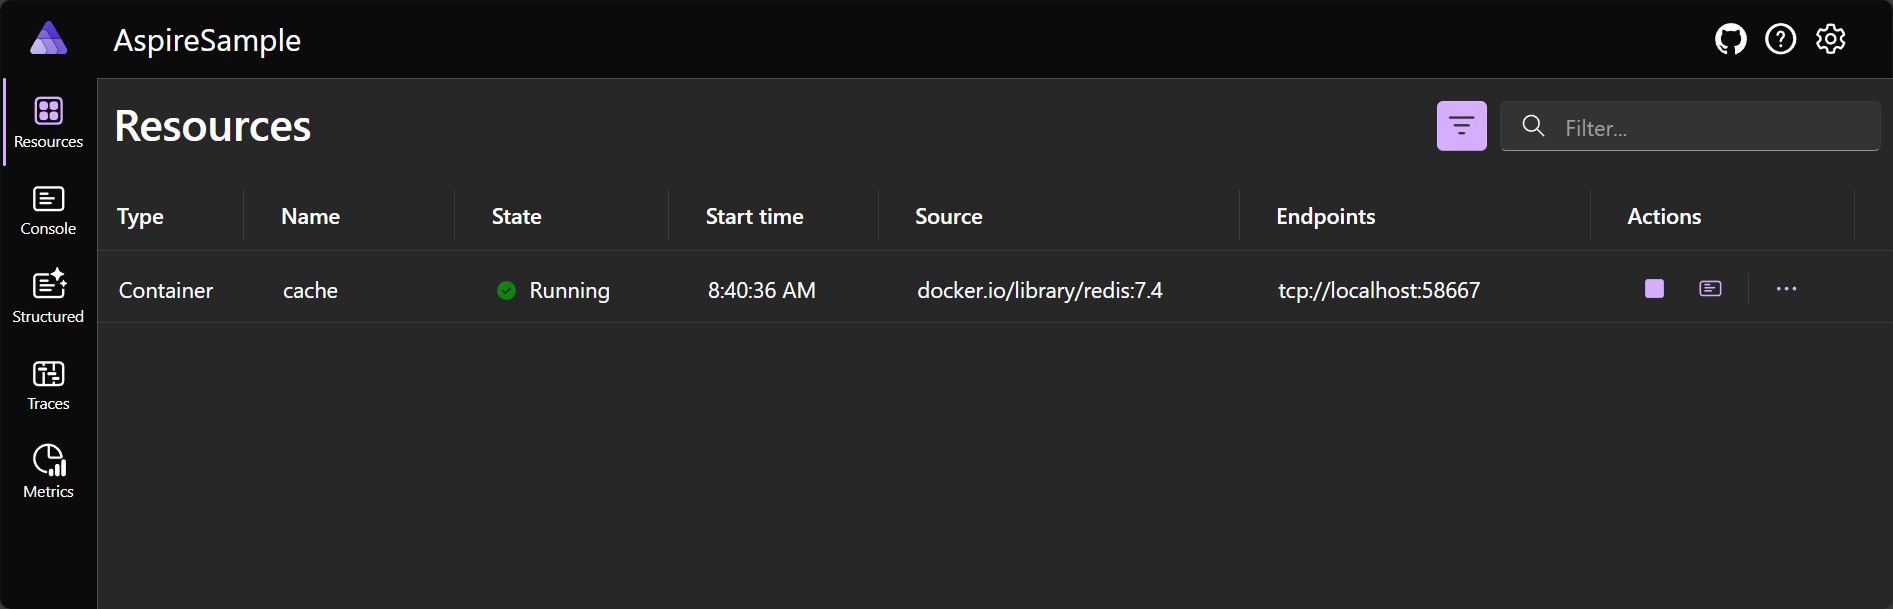 AspireSample
Resources
Console
Structured
Traces
Metrics
Resources
Filter...
Type Name State Start time Source Endpoints Actions
Container cache Running 8:40:36 AM docker.io/library/redis:7.4 tcp://localhost:58667